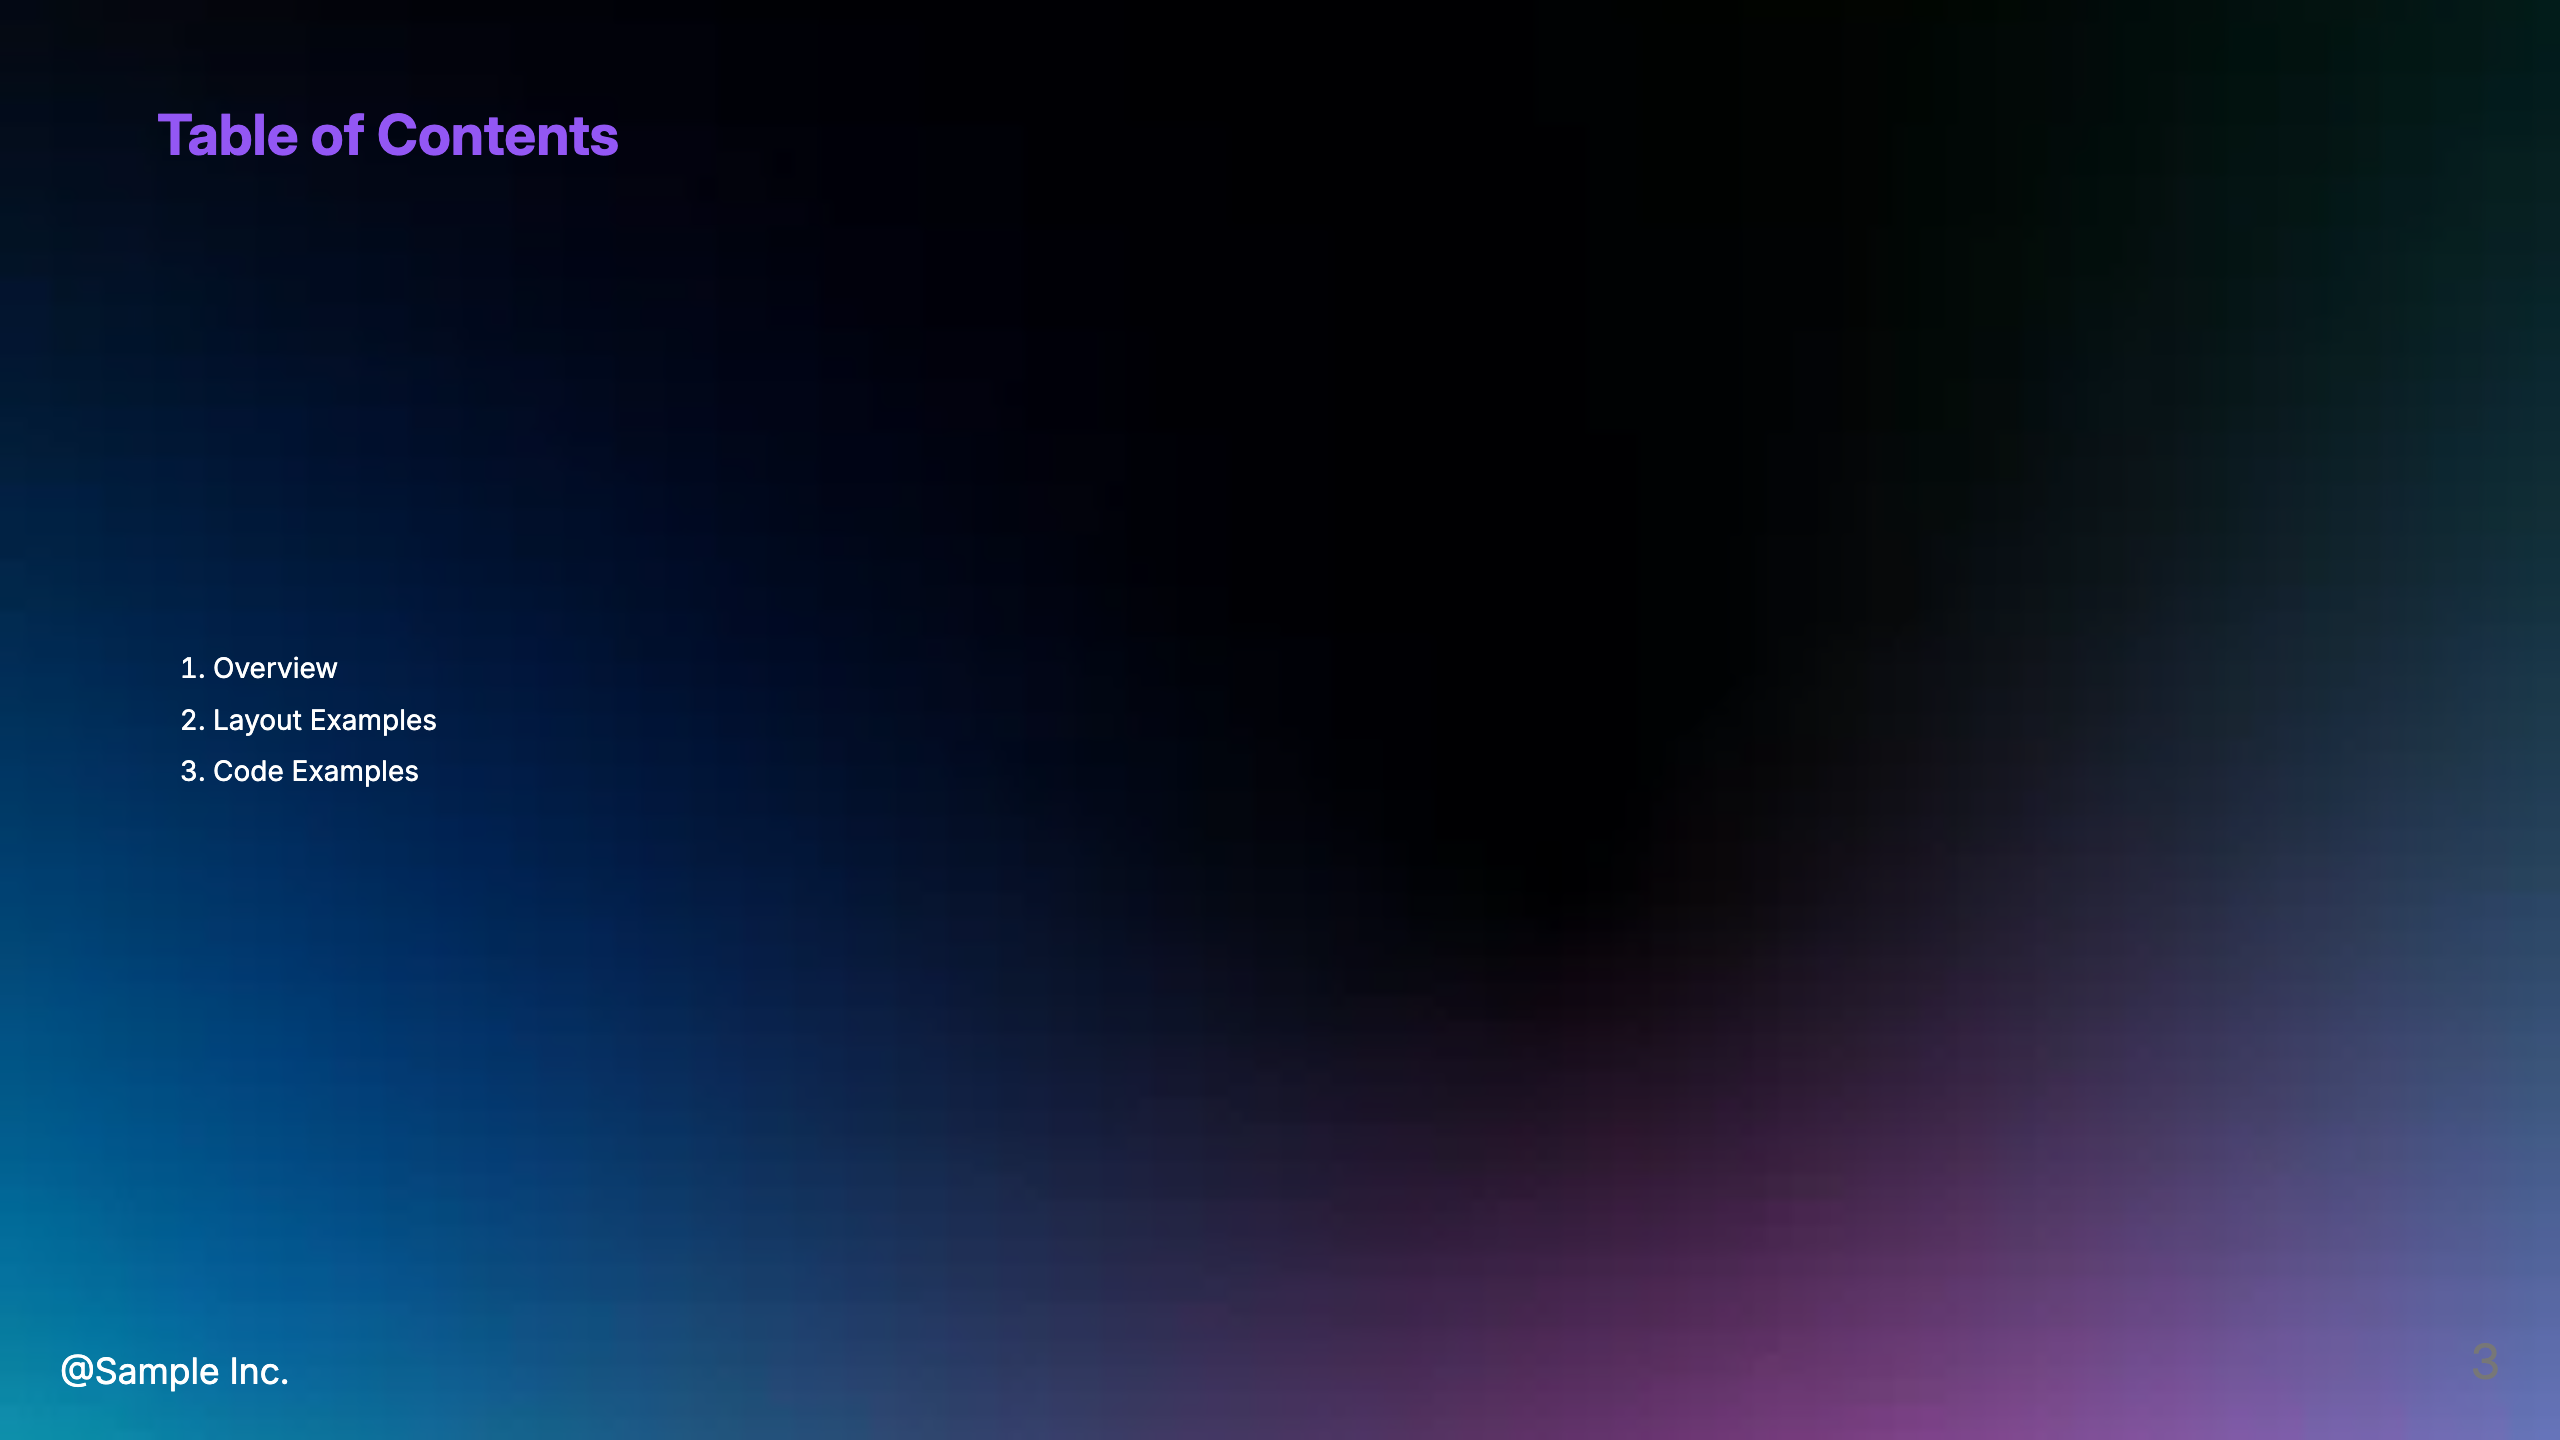 Table of Contents
1. Overview
2. Layout Examples
3. Code Examples
@Sample Inc.
3